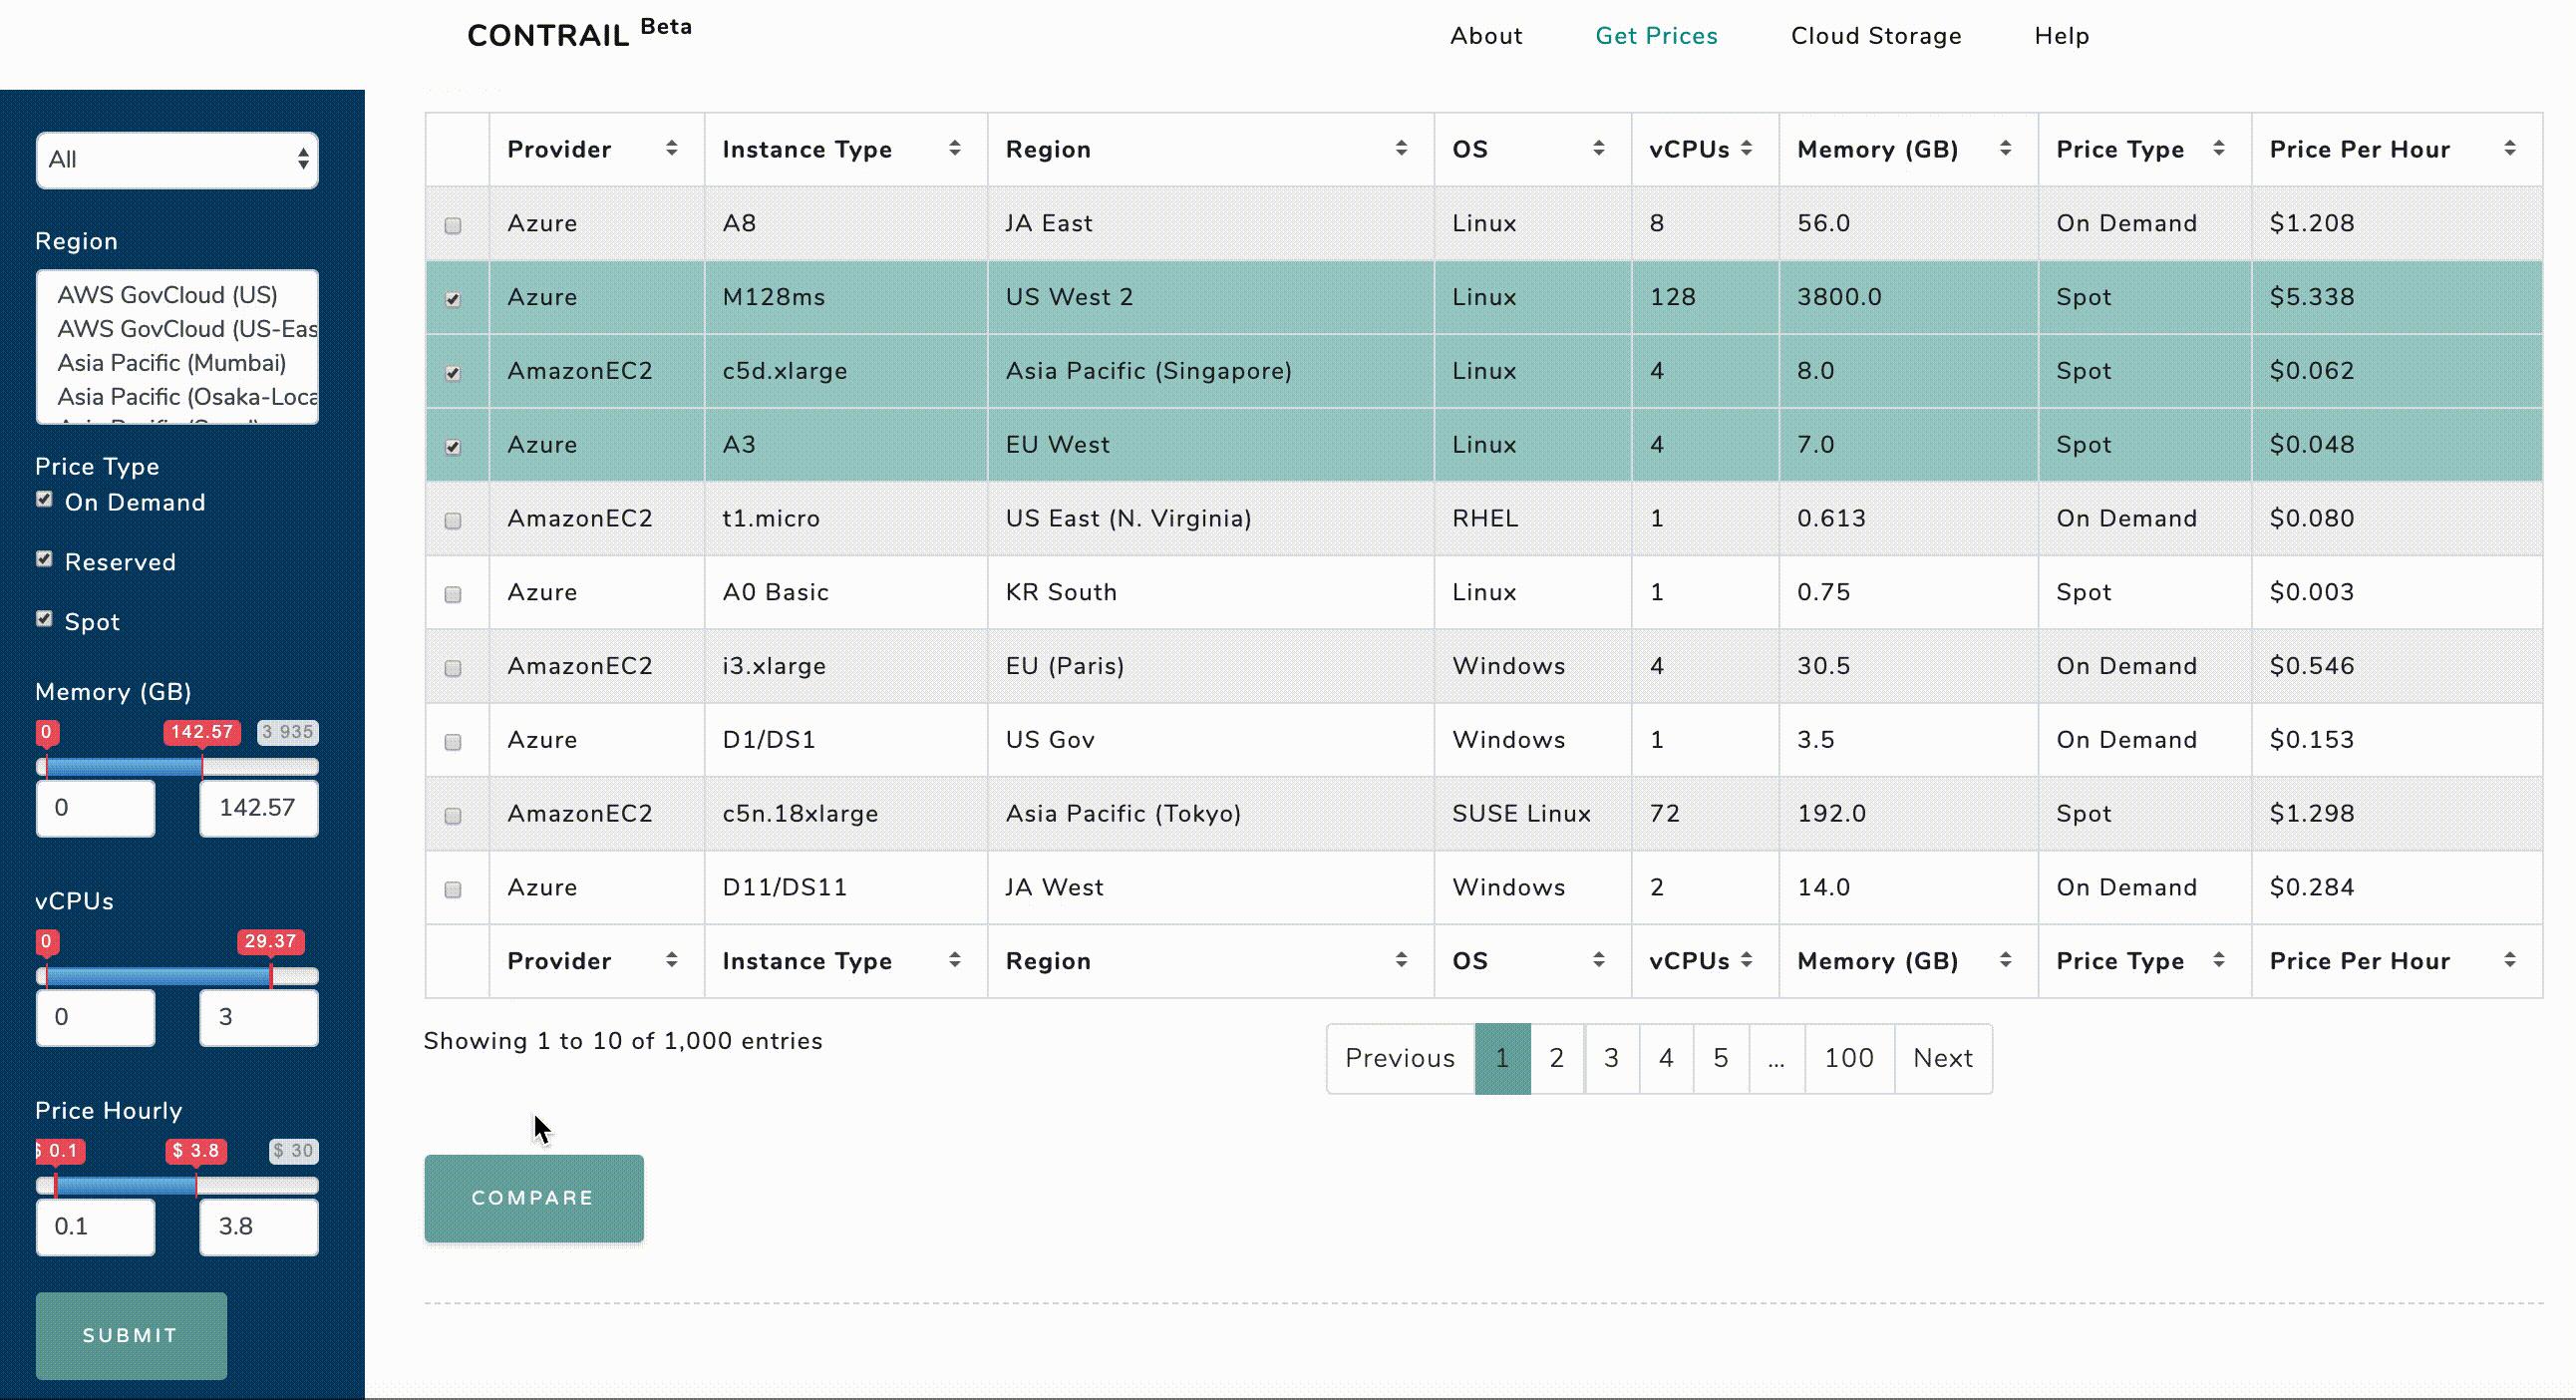 CONTRAIL Beta
About Get Prices Cloud Storage Help
All
Region
AWS GovCloud (US)
AWS GovCloud (US-Eas
Asia Pacific (Mumbai)
Asia Pacific (Osaka-Loca
Price Type
On Demand
Reserved
Spot
Memory (GB)
0 142.57 3 935
0 142.57
vCPUs
0 29.37
0 3
Price Hourly
$ 0.1 $ 3.8 $ 30
0.1 3.8
SUBMIT
Provider Instance Type Region OS vCPUs Memory (GB) Price Type Price Per Hour
Azure A8 JA East Linux 8 56.0 On Demand $1.208
Azure M128ms US West 2 Linux 128 3800.0 Spot $5.338
AmazonEC2 c5d.xlarge Asia Pacific (Singapore) Linux 4 8.0 Spot $0.062
Azure A3 EU West Linux 4 7.0 Spot $0.048
AmazonEC2 t1.micro US East (N. Virginia) RHEL 1 0.613 On Demand $0.080
Azure A0 Basic KR South Linux 1 0.75 Spot $0.003
AmazonEC2 i3.xlarge EU (Paris) Windows 4 30.5 On Demand $0.546
Azure D1/DS1 US Gov Windows 1 3.5 On Demand $0.153
AmazonEC2 c5n.18xlarge Asia Pacific (Tokyo) SUSE Linux 72 192.0 Spot $1.298
Azure D11/DS11 JA West Windows 2 14.0 On Demand $0.284
Provider Instance Type Region OS vCPUs Memory (GB) Price Type Price Per Hour
Showing 1 to 10 of 1,000 entries
Previous 1 2 3 4 5 … 100 Next
COMPARE